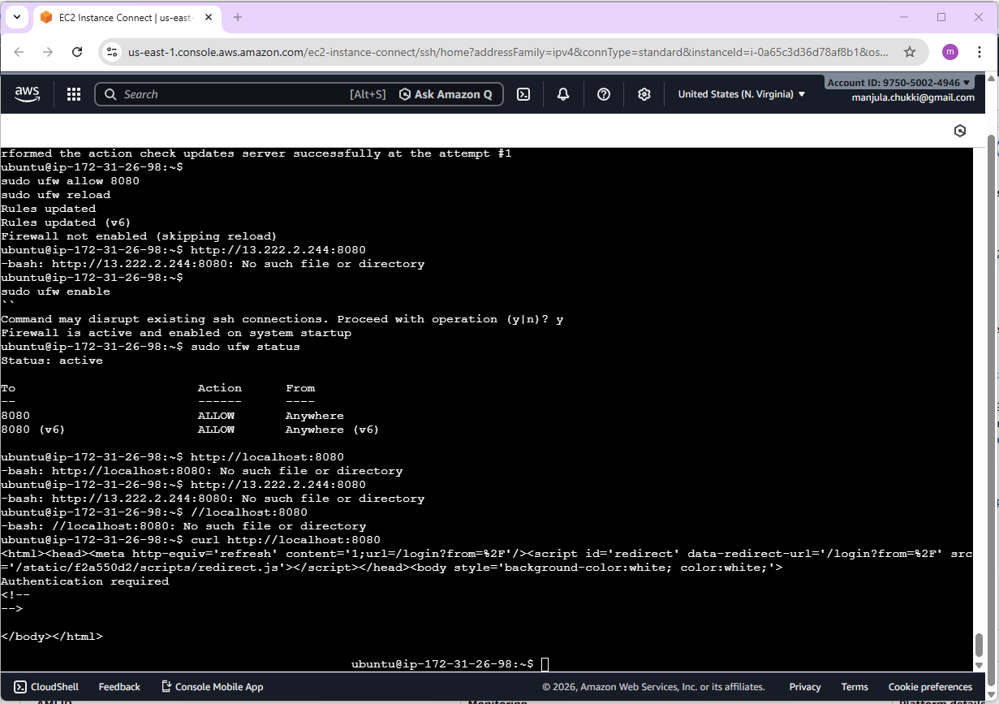 EC2 Instance Connect | us-east-
us-east-1.console.aws.amazon.com/ec2-instance-connect/ssh/home?addressFamily=ipv4&connType=standard&instanceId=i-0a65c3d36d78af8b1&os...
m
aws
Search
[Alt+S]
Ask Amazon Q
United States (N. Virginia)
Account ID: 9750-5002-4946
manjula.chukki@gmail.com
rformed the action check updates server successfully at the attempt #1
ubuntu@ip-172-31-26-98:~$
sudo ufw allow 8080
sudo ufw reload
Rules updated
Rules updated (v6)
Firewall not enabled (skipping reload)
ubuntu@ip-172-31-26-98:~$ http://13.222.2.244:8080
-bash: http://13.222.2.244:8080: No such file or directory
ubuntu@ip-172-31-26-98:~$
sudo ufw enable
``
Command may disrupt existing ssh connections. Proceed with operation (y|n)? y
Firewall is active and enabled on system startup
ubuntu@ip-172-31-26-98:~$ sudo ufw status
Status: active
To Action From
-- ------ ----
8080 ALLOW Anywhere
8080 (v6) ALLOW Anywhere (v6)
ubuntu@ip-172-31-26-98:~$ http://localhost:8080
-bash: http://localhost:8080: No such file or directory
ubuntu@ip-172-31-26-98:~$ http://13.222.2.244:8080
-bash: http://13.222.2.244:8080: No such file or directory
ubuntu@ip-172-31-26-98:~$ //localhost:8080
-bash: //localhost:8080: No such file or directory
ubuntu@ip-172-31-26-98:~$ curl http://localhost:8080
<html><head><meta http-equiv='refresh' content='1;url=/login?from=%2F'/><script id='redirect' data-redirect-url='/login?from=%2F' src
='/static/f2a550d2/scripts/redirect.js'></script></head><body style='background-color:white; color:white;'>
Authentication required
<!--
-->
</body></html>
ubuntu@ip-172-31-26-98:~$
CloudShell
Feedback
Console Mobile App
© 2026, Amazon Web Services, Inc. or its affiliates.
Privacy
Terms
Cookie preferences